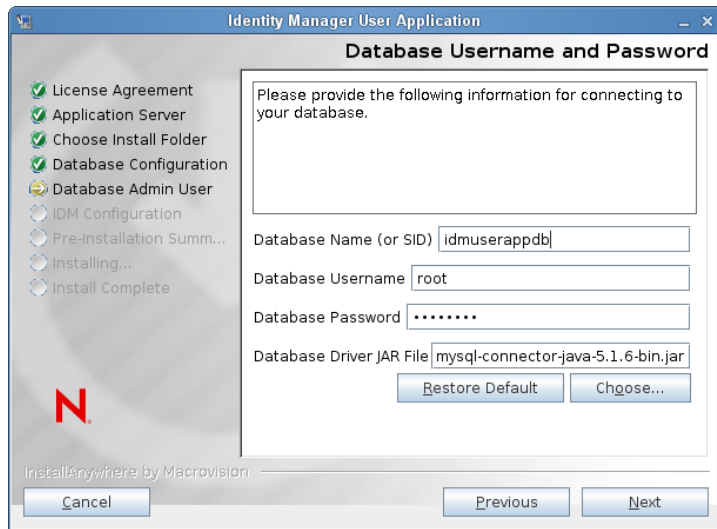 Identity Manager User Application
Database Username and Password
License Agreement
Application Server
Choose Install Folder
Database Configuration
Database Admin User
IDM Configuration
Pre-Installation Summ...
Installing...
Install Complete
Please provide the following information for connecting to
your database.
Database Name (or SID) idmuserappdb
Database Username root
Database Password ••••••••
Database Driver JAR File mysql-connector-java-5.1.6-bin.jar
Restore Default Choose...
N
InstallAnywhere by Macrovision
Cancel Previous Next